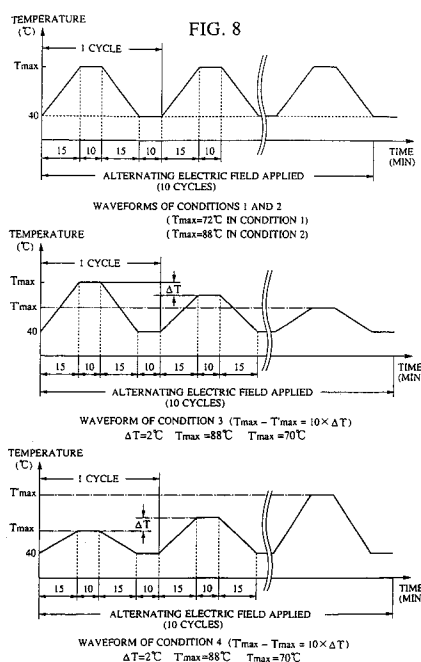 FIG. 8
TEMPERATURE
(℃)
1 CYCLE
Tmax
40
15 10 15 10 15 10
TIME
(MIN)
ALTERNATING ELECTRIC FIELD APPLIED
(10 CYCLES)
WAVEFORMS OF CONDITIONS 1 AND 2
(Tmax=72℃ IN CONDITION 1)
(Tmax=88℃ IN CONDITION 2)
TEMPERATURE
(℃)
1 CYCLE
Tmax
ΔT
T'max
40
15 10 15 10 15 10 15
TIME
(MIN)
ALTERNATING ELECTRIC FIELD APPLIED
(10 CYCLES)
WAVEFORM OF CONDITION 3 (Tmax - T'max = 10×ΔT)
ΔT=2℃ Tmax=88℃ T'max=70℃
TEMPERATURE
(℃)
1 CYCLE
T'max
ΔT
Tmax
40
15 10 15 10 15 10 15
TIME
(MIN)
ALTERNATING ELECTRIC FIELD APPLIED
(10 CYCLES)
WAVEFORM OF CONDITION 4 (T'max - Tmax = 10×ΔT)
ΔT=2℃ T'max=88℃ Tmax=70℃